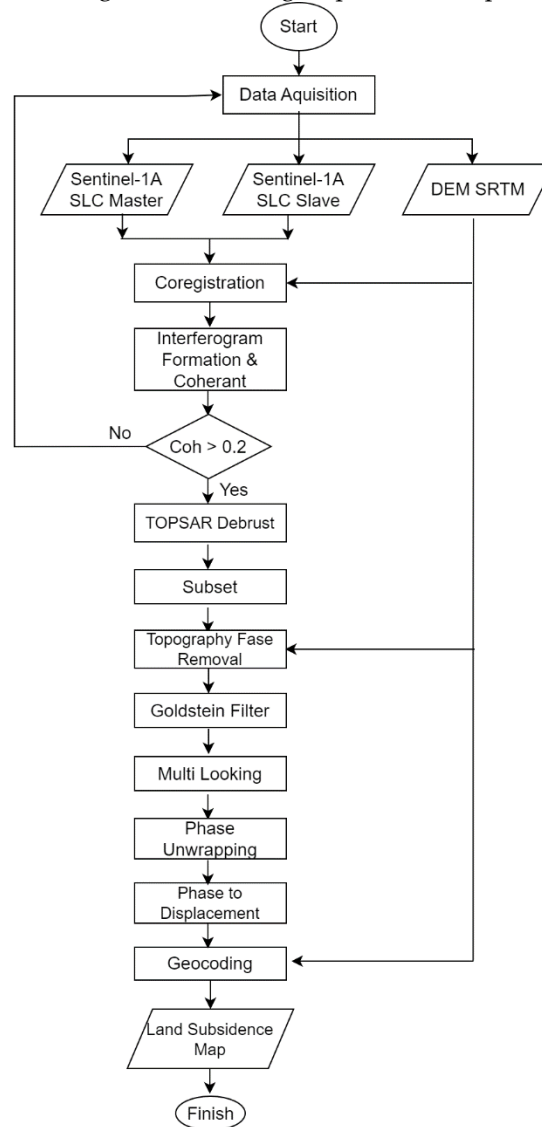 Start
Data Aquisition
Sentinel-1A
SLC Master
Sentinel-1A
SLC Slave
DEM SRTM
Coregistration
Interferogram
Formation &
Coherant
No
Coh > 0.2
Yes
TOPSAR Debrust
Subset
Topography Fase
Removal
Goldstein Filter
Multi Looking
Phase
Unwrapping
Phase to
Displacement
Geocoding
Land Subsidence
Map
Finish